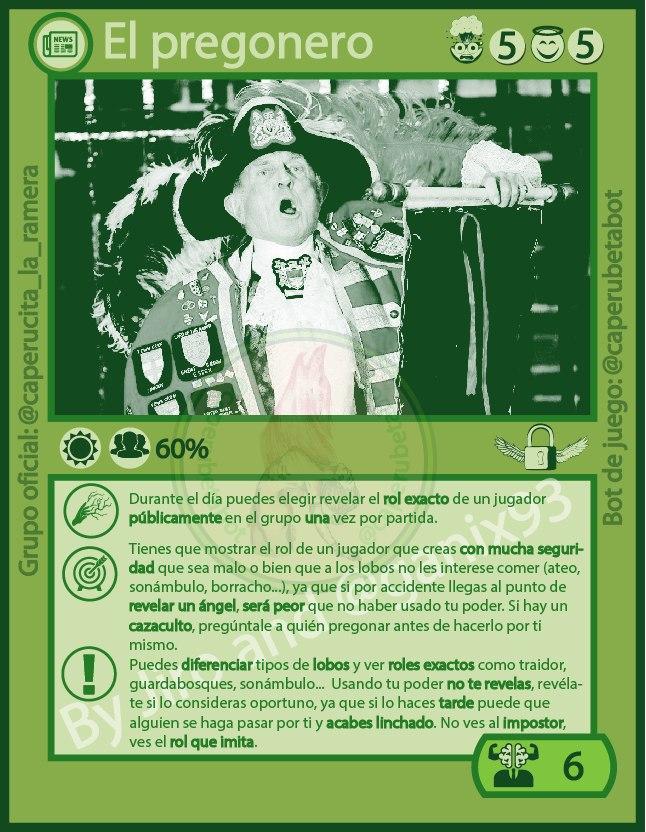 NEWS
El pregonero
5
5
Grupo oficial: @caperucita_la_ramera
Bot de juego: @caperubetabot
60%
Durante el día puedes elegir revelar el rol exacto de un jugador
públicamente en el grupo una vez por partida.
Tienes que mostrar el rol de un jugador que creas con mucha seguri-
dad que sea malo o bien que a los lobos no les interese comer (ateo,
sonámbulo, borracho...), ya que si por accidente llegas al punto de
revelar un ángel, será peor que no haber usado tu poder. Si hay un
cazaculto, pregúntale a quién pregonar antes de hacerlo por ti
mismo.
Puedes diferenciar tipos de lobos y ver roles exactos como traidor,
guardabosques, sonámbulo... Usando tu poder no te revelas, revéla-
te si lo consideras oportuno, ya que si lo haces tarde puede que
alguien se haga pasar por ti y acabes linchado. No ves al impostor,
ves el rol que imita.
6